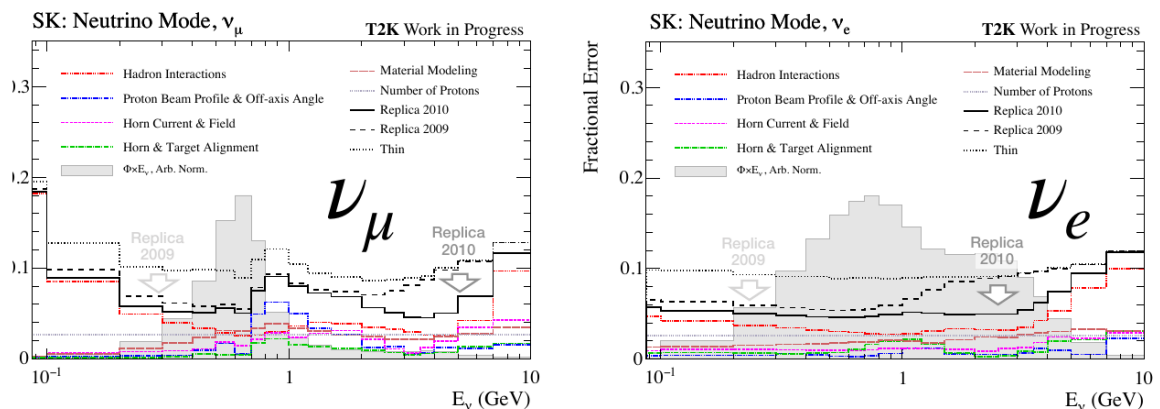 SK: Neutrino Mode, νμ T2K Work in Progress
0.3
0.2
0.1
0
Hadron Interactions
Proton Beam Profile & Off-axis Angle
Horn Current & Field
Horn & Target Alignment
Φ×Eν, Arb. Norm.
Material Modeling
Number of Protons
Replica 2010
Replica 2009
Thin
νμ
Replica
2009
Replica
2010
10⁻¹ 1 10
Eν (GeV)
SK: Neutrino Mode, νe T2K Work in Progress
Fractional Error
0.3
0.2
0.1
0
Hadron Interactions
Proton Beam Profile & Off-axis Angle
Horn Current & Field
Horn & Target Alignment
Φ×Eν, Arb. Norm.
Material Modeling
Number of Protons
Replica 2010
Replica 2009
Thin
νe
Replica
2009
Replica
2010
10⁻¹ 1 10
Eν (GeV)